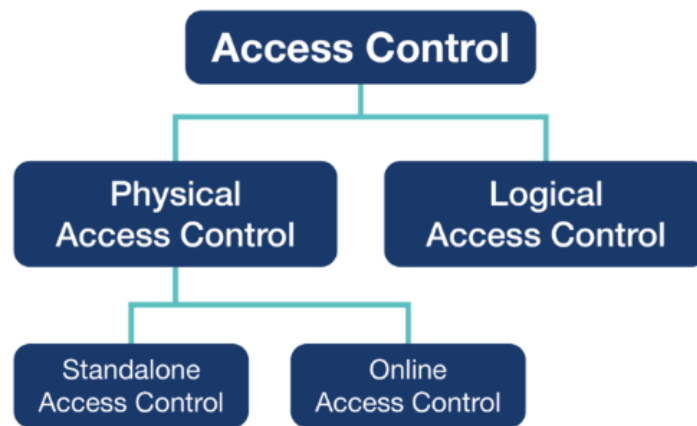 Access Control
Physical
Access Control
Logical
Access Control
Standalone
Access Control
Online
Access Control